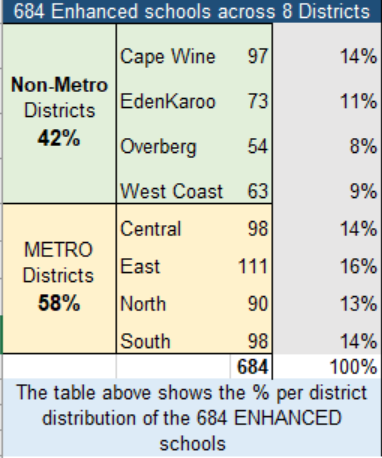 684 Enhanced schools across 8 Districts
Non-Metro
Districts
42%
Cape Wine 97 14%
EdenKaroo 73 11%
Overberg 54 8%
West Coast 63 9%
METRO
Districts
58%
Central 98 14%
East 111 16%
North 90 13%
South 98 14%
684 100%
The table above shows the % per district
distribution of the 684 ENHANCED
schools